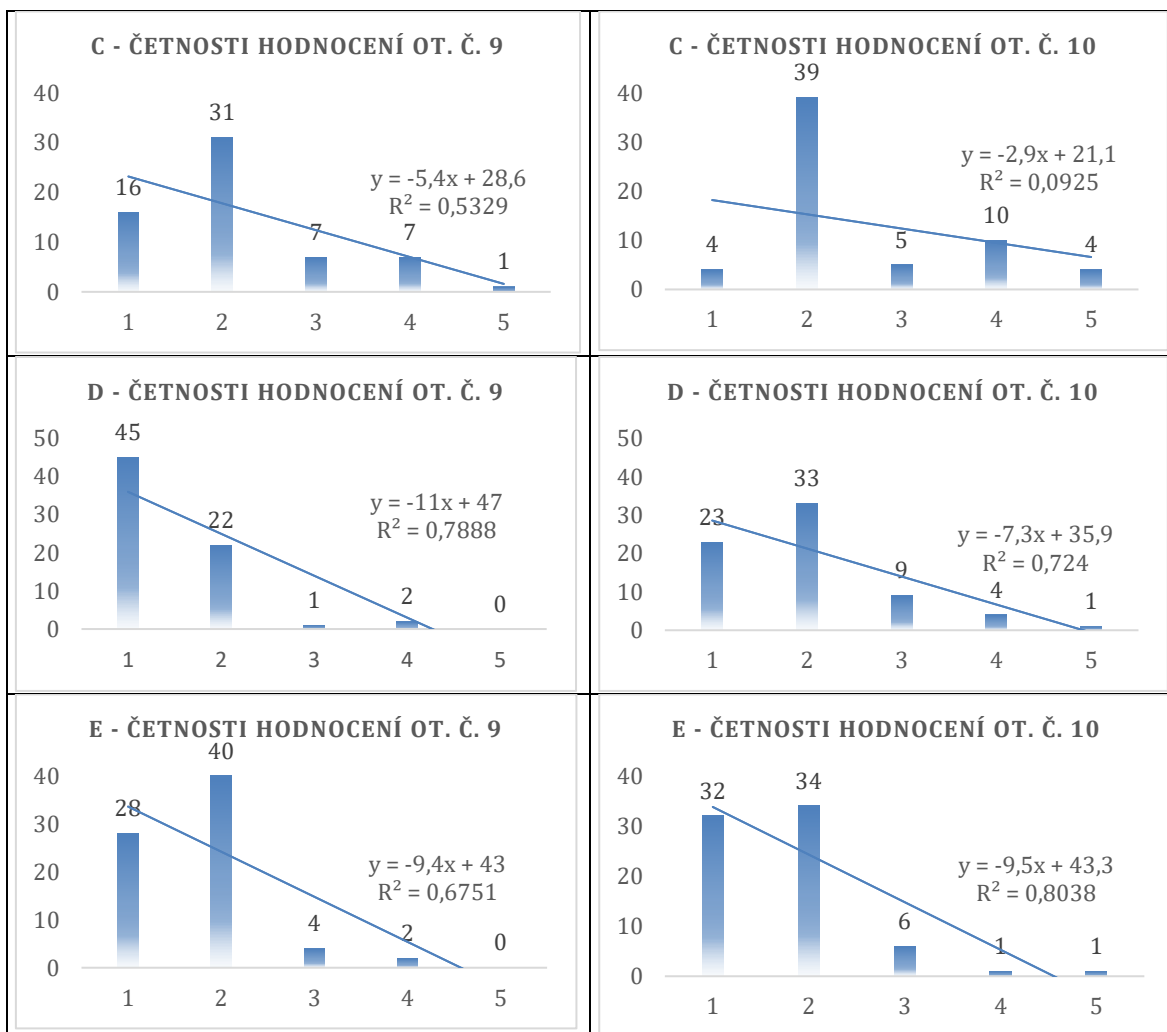 C - ČETNOSTI HODNOCENÍ OT. Č. 9
40
30
20
10
0
16
31
7
7
1
y = -5,4x + 28,6
R² = 0,5329
1 2 3 4 5
C - ČETNOSTI HODNOCENÍ OT. Č. 10
40
30
20
10
0
4
39
5
10
4
y = -2,9x + 21,1
R² = 0,0925
1 2 3 4 5
D - ČETNOSTI HODNOCENÍ OT. Č. 9
50
40
30
20
10
0
45
22
1
2
0
y = -11x + 47
R² = 0,7888
1 2 3 4 5
D - ČETNOSTI HODNOCENÍ OT. Č. 10
50
40
30
20
10
0
23
33
9
4
1
y = -7,3x + 35,9
R² = 0,724
1 2 3 4 5
E - ČETNOSTI HODNOCENÍ OT. Č. 9
40
30
20
10
0
28
40
4
2
0
y = -9,4x + 43
R² = 0,6751
1 2 3 4 5
E - ČETNOSTI HODNOCENÍ OT. Č. 10
40
30
20
10
0
32
34
6
1
1
y = -9,5x + 43,3
R² = 0,8038
1 2 3 4 5